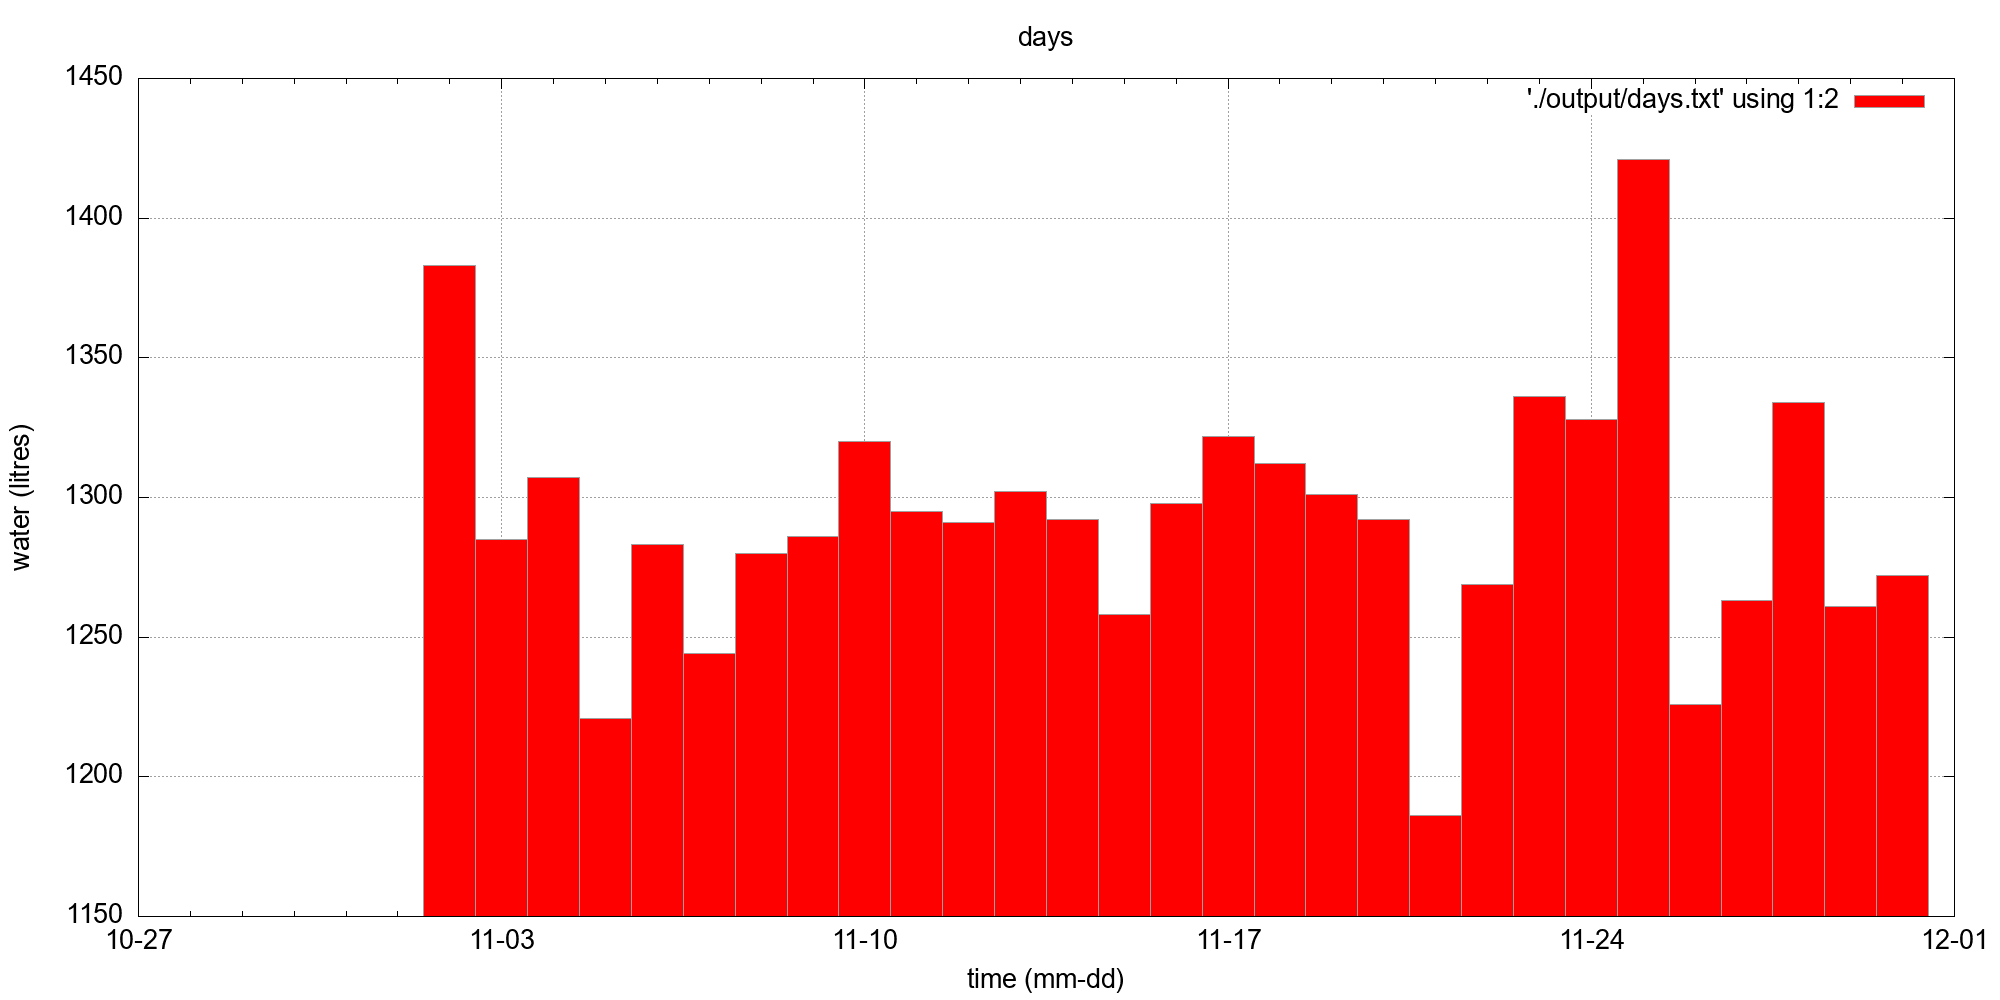 days
1450
'./output/days.txt' using 1:2
1400
1350
1300
1250
1200
1150
water (litres)
10-27 11-03 11-10 11-17 11-24 12-01
time (mm-dd)